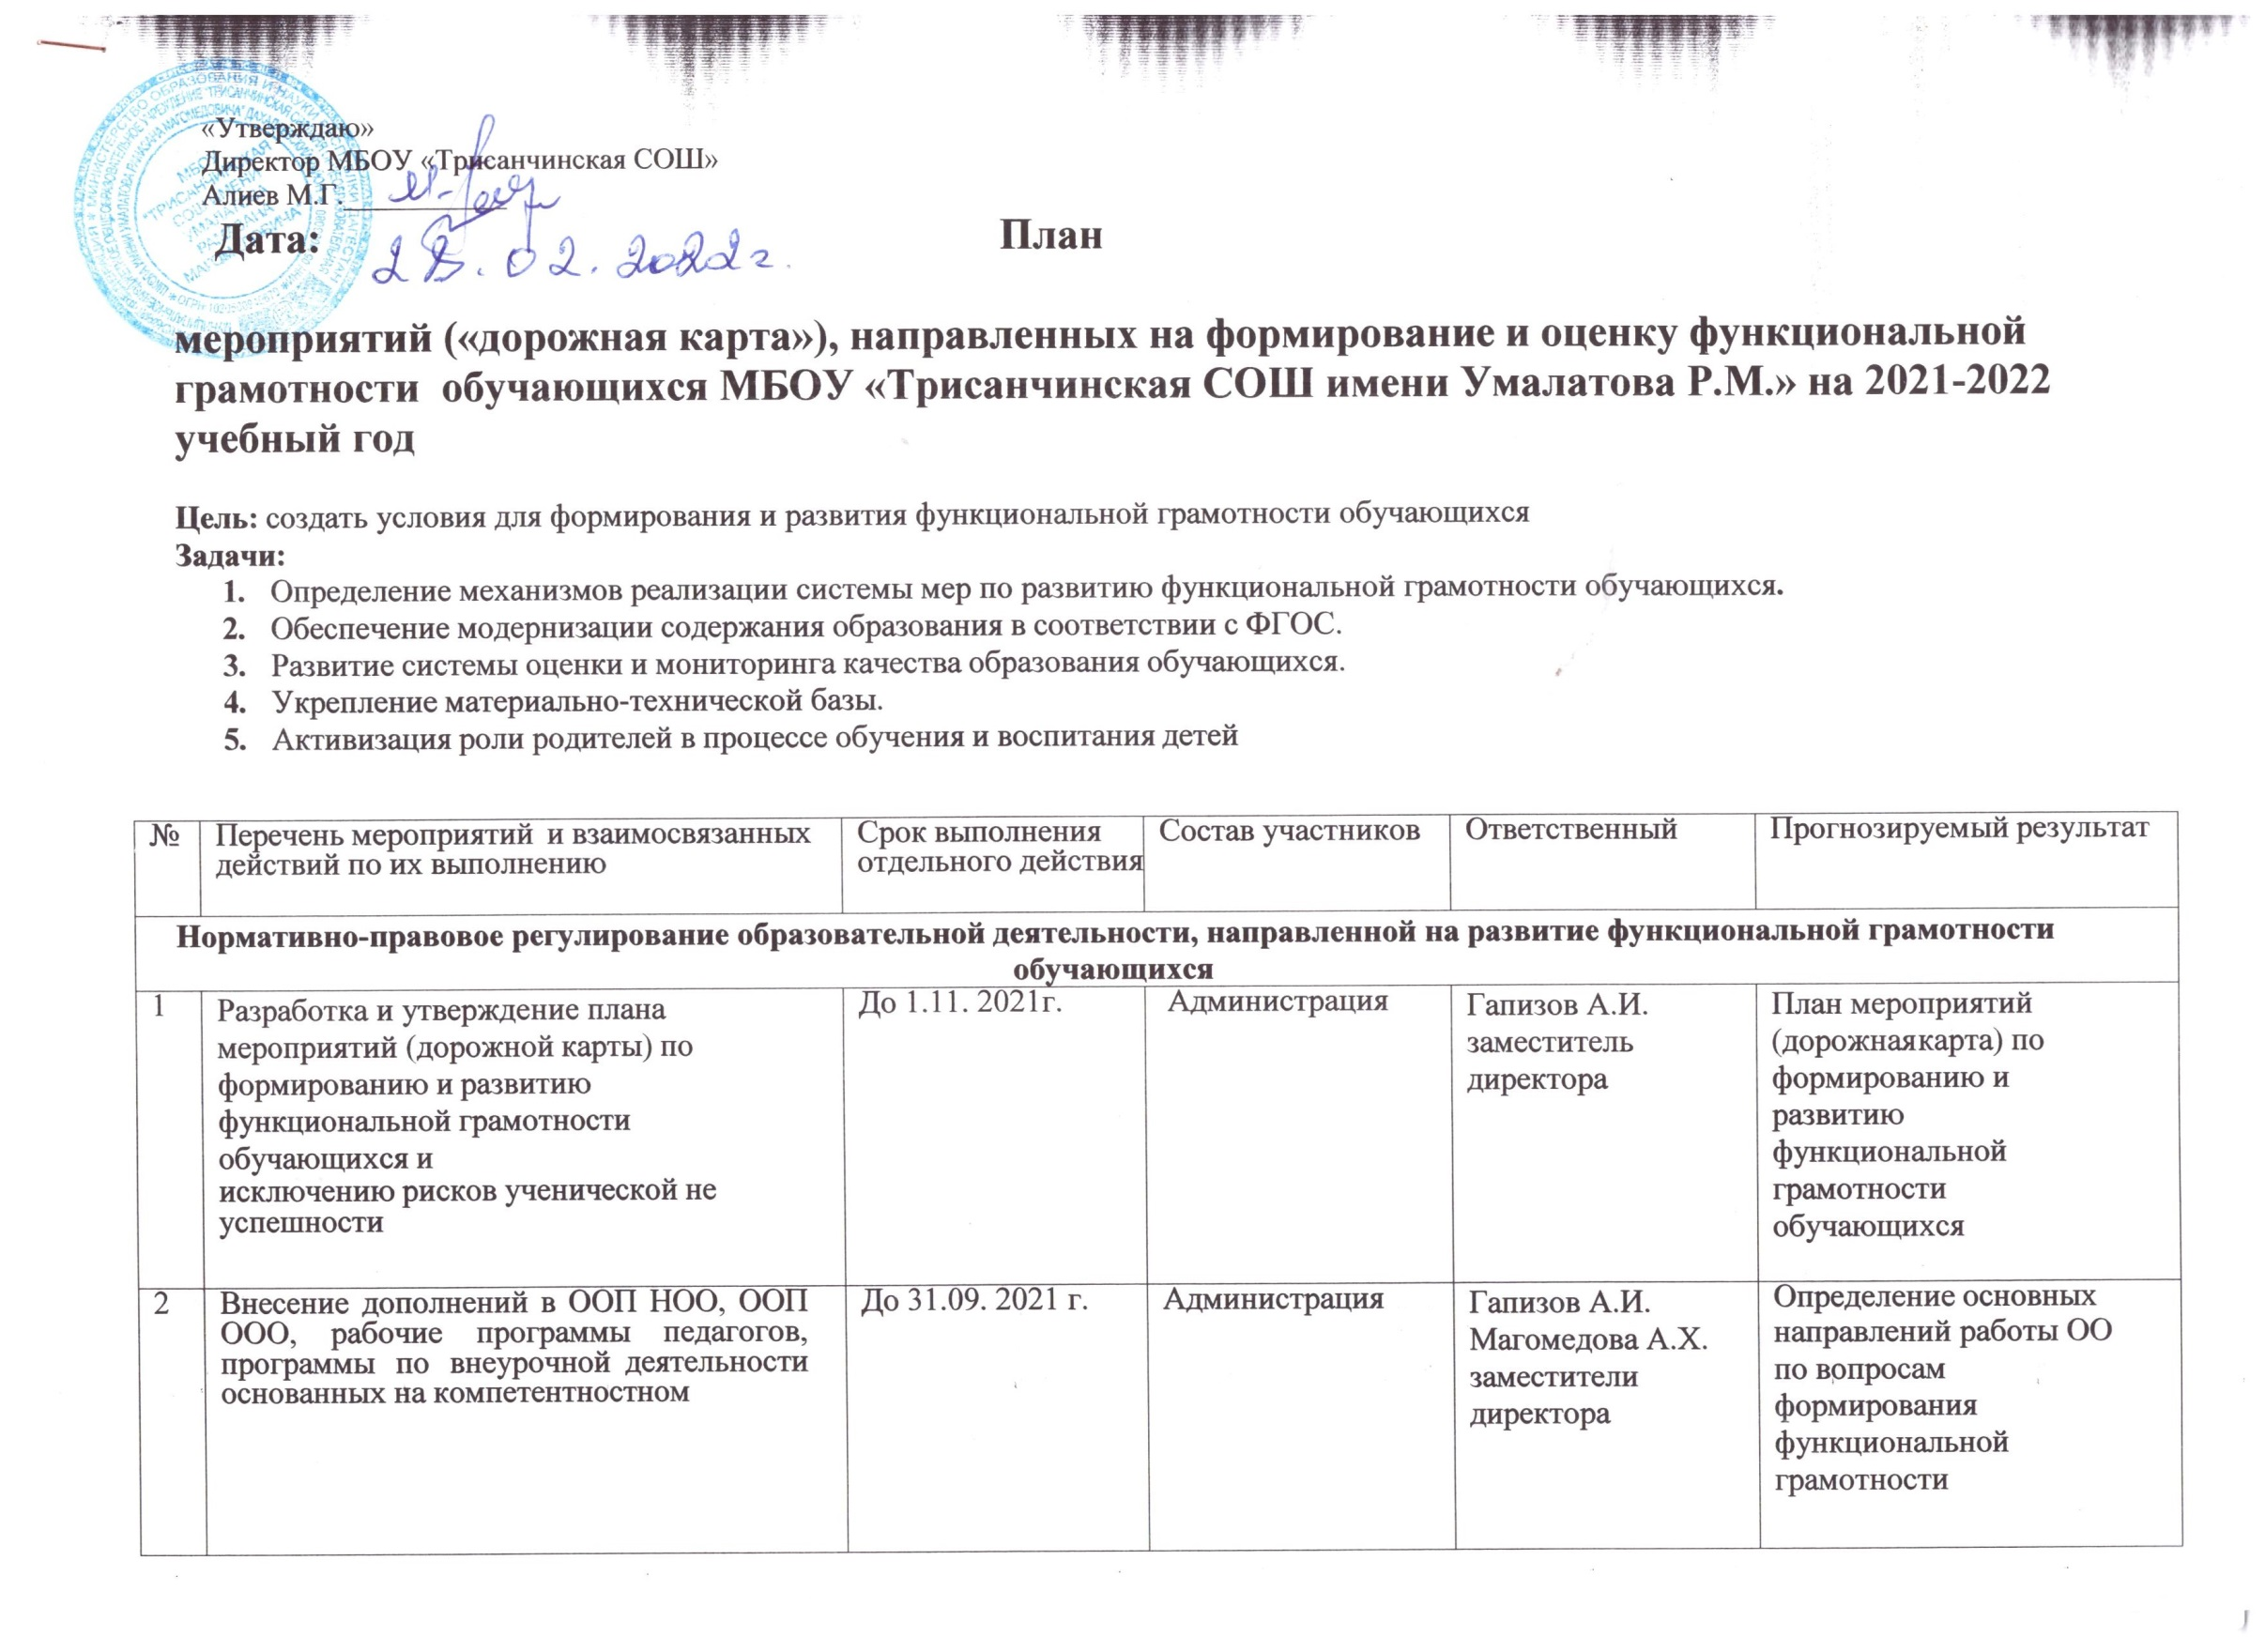 «Утверждаю»
Директор МБОУ «Трисанчинская СОШ»
Алиев М.Г.
Дата: 28.02.2022г.
План
мероприятий («дорожная карта»), направленных на формирование и оценку функциональной
грамотности обучающихся МБОУ «Трисанчинская СОШ имени Умалатова Р.М.» на 2021-2022
учебный год
Цель: создать условия для формирования и развития функциональной грамотности обучающихся
Задачи:
1. Определение механизмов реализации системы мер по развитию функциональной грамотности обучающихся.
2. Обеспечение модернизации содержания образования в соответствии с ФГОС.
3. Развитие системы оценки и мониторинга качества образования обучающихся.
4. Укрепление материально-технической базы.
5. Активизация роли родителей в процессе обучения и воспитания детей
№
Перечень мероприятий и взаимосвязанных
действий по их выполнению
Срок выполнения
отдельного действия
Состав участников
Ответственный
Прогнозируемый результат
Нормативно-правовое регулирование образовательной деятельности, направленной на развитие функциональной грамотности
обучающихся
1
Разработка и утверждение плана
мероприятий (дорожной карты) по
формированию и развитию
функциональной грамотности
обучающихся и
исключению рисков ученической не
успешности
До 1.11. 2021г.
Администрация
Гапизов А.И.
заместитель
директора
План мероприятий
(дорожнаякарта) по
формированию и
развитию
функциональной
грамотности
обучающихся
2
Внесение дополнений в ООП НОО, ООП
ООО, рабочие программы педагогов,
программы по внеурочной деятельности
основанных на компетентностном
До 31.09. 2021 г.
Администрация
Гапизов А.И.
Магомедова А.Х.
заместители
директора
Определение основных
направлений работы ОО
по вопросам
формирования
функциональной
грамотности